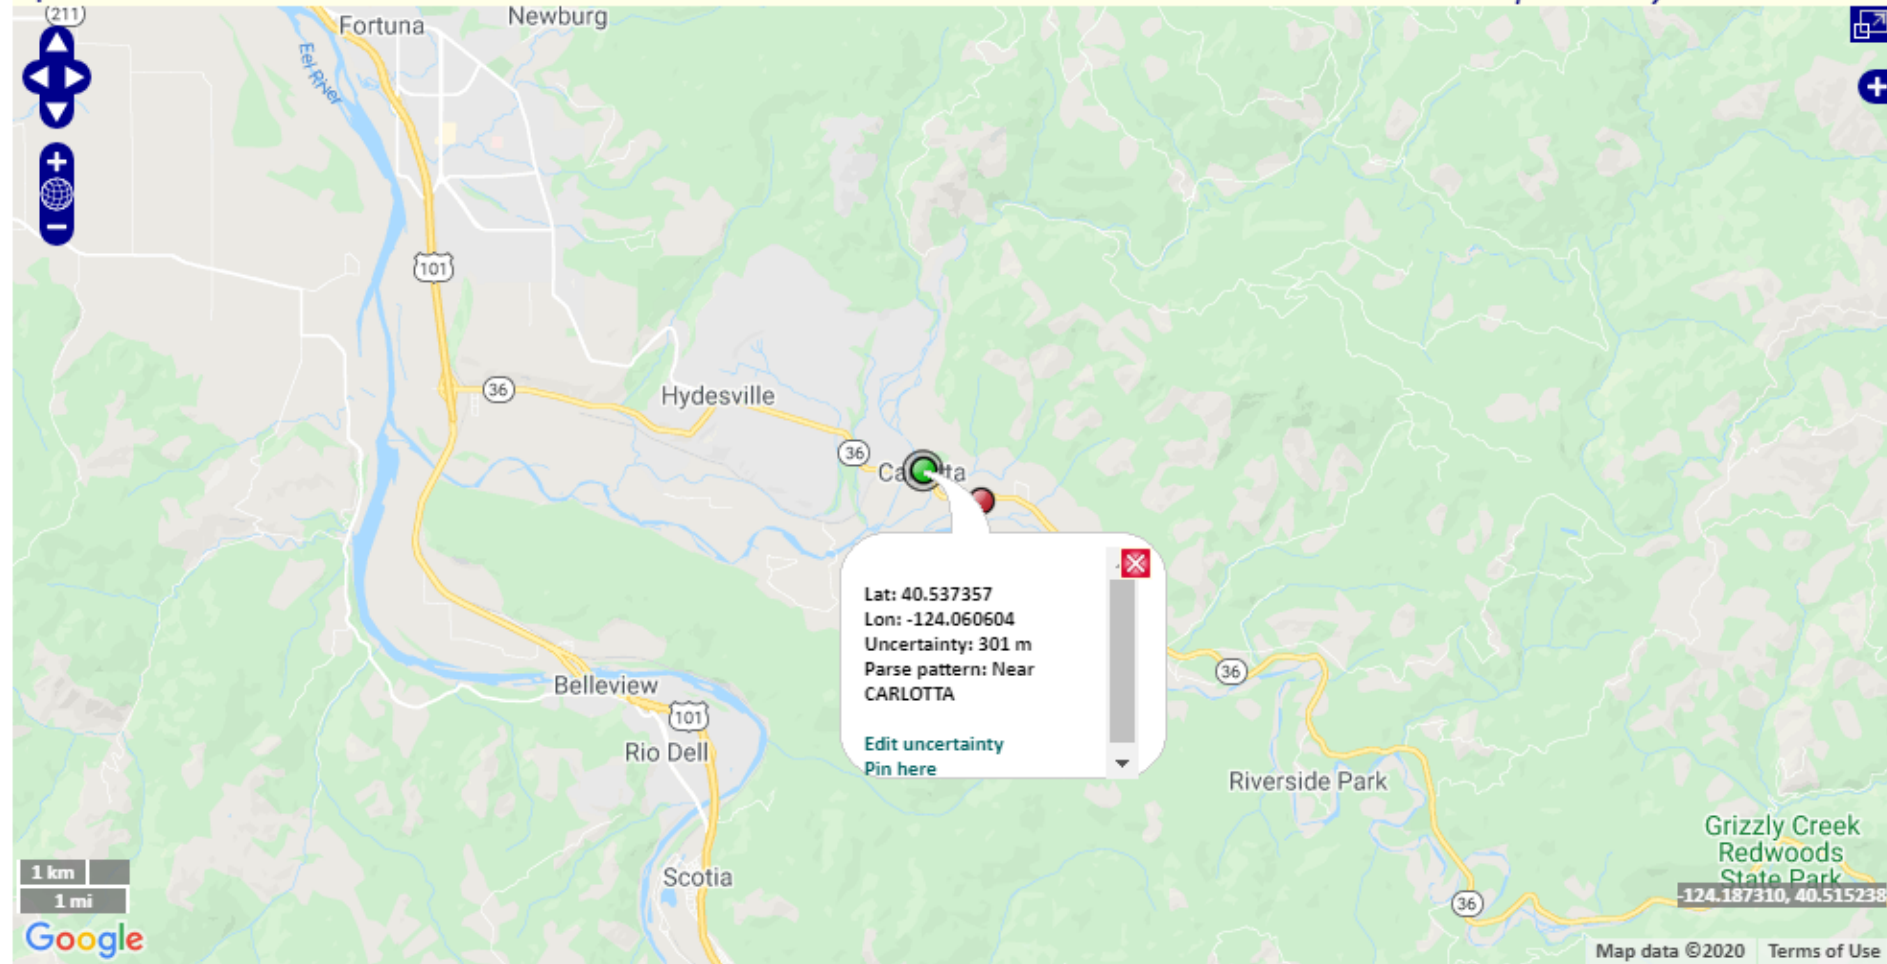 (211)
Fortuna
Newburg
Eel River
101
36
Hydesville
36
Carlotta
Lat: 40.537357
Lon: -124.060604
Uncertainty: 301 m
Parse pattern: Near
CARLOTTA
Edit uncertainty
Pin here
36
Belleview
101
Rio Dell
Riverside Park
Grizzly Creek
Redwoods
State Park
Scotia
36
1 km
1 mi
-124.187310, 40.515238
Google
Map data ©2020
Terms of Use